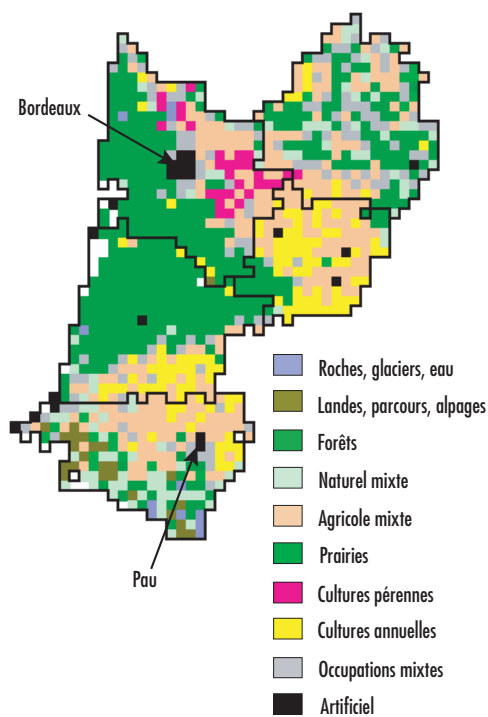 Bordeaux
Roches, glaciers, eau
Landes, parcours, alpages
Forêts
Naturel mixte
Agricole mixte
Prairies
Pau
Cultures pérennes
Cultures annuelles
Occupations mixtes
Artificiel